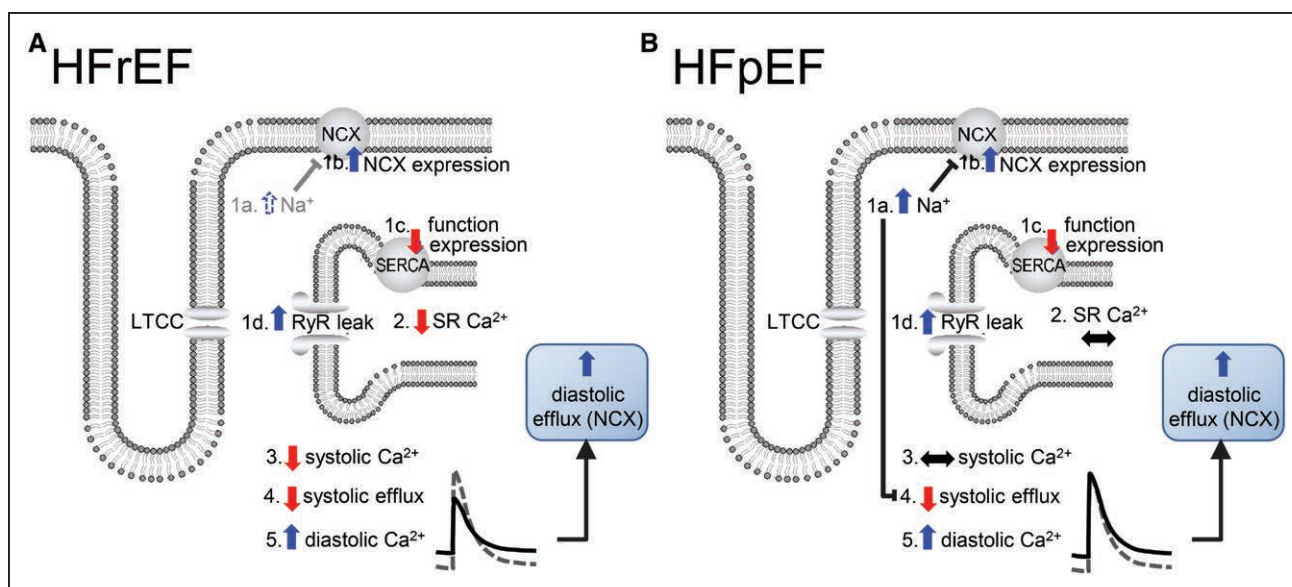 A
HFrEF
NCX
1b. NCX expression
1a. Na⁺
1c. function
expression
SERCA
LTCC
1d. RyR leak
2. SR Ca²⁺
diastolic
efflux (NCX)
3. systolic Ca²⁺
4. systolic efflux
5. diastolic Ca²⁺
B
HFpEF
NCX
1b. NCX expression
1a. Na⁺
1c. function
expression
SERCA
LTCC
1d. RyR leak
2. SR Ca²⁺
diastolic
efflux (NCX)
3. systolic Ca²⁺
4. systolic efflux
5. diastolic Ca²⁺